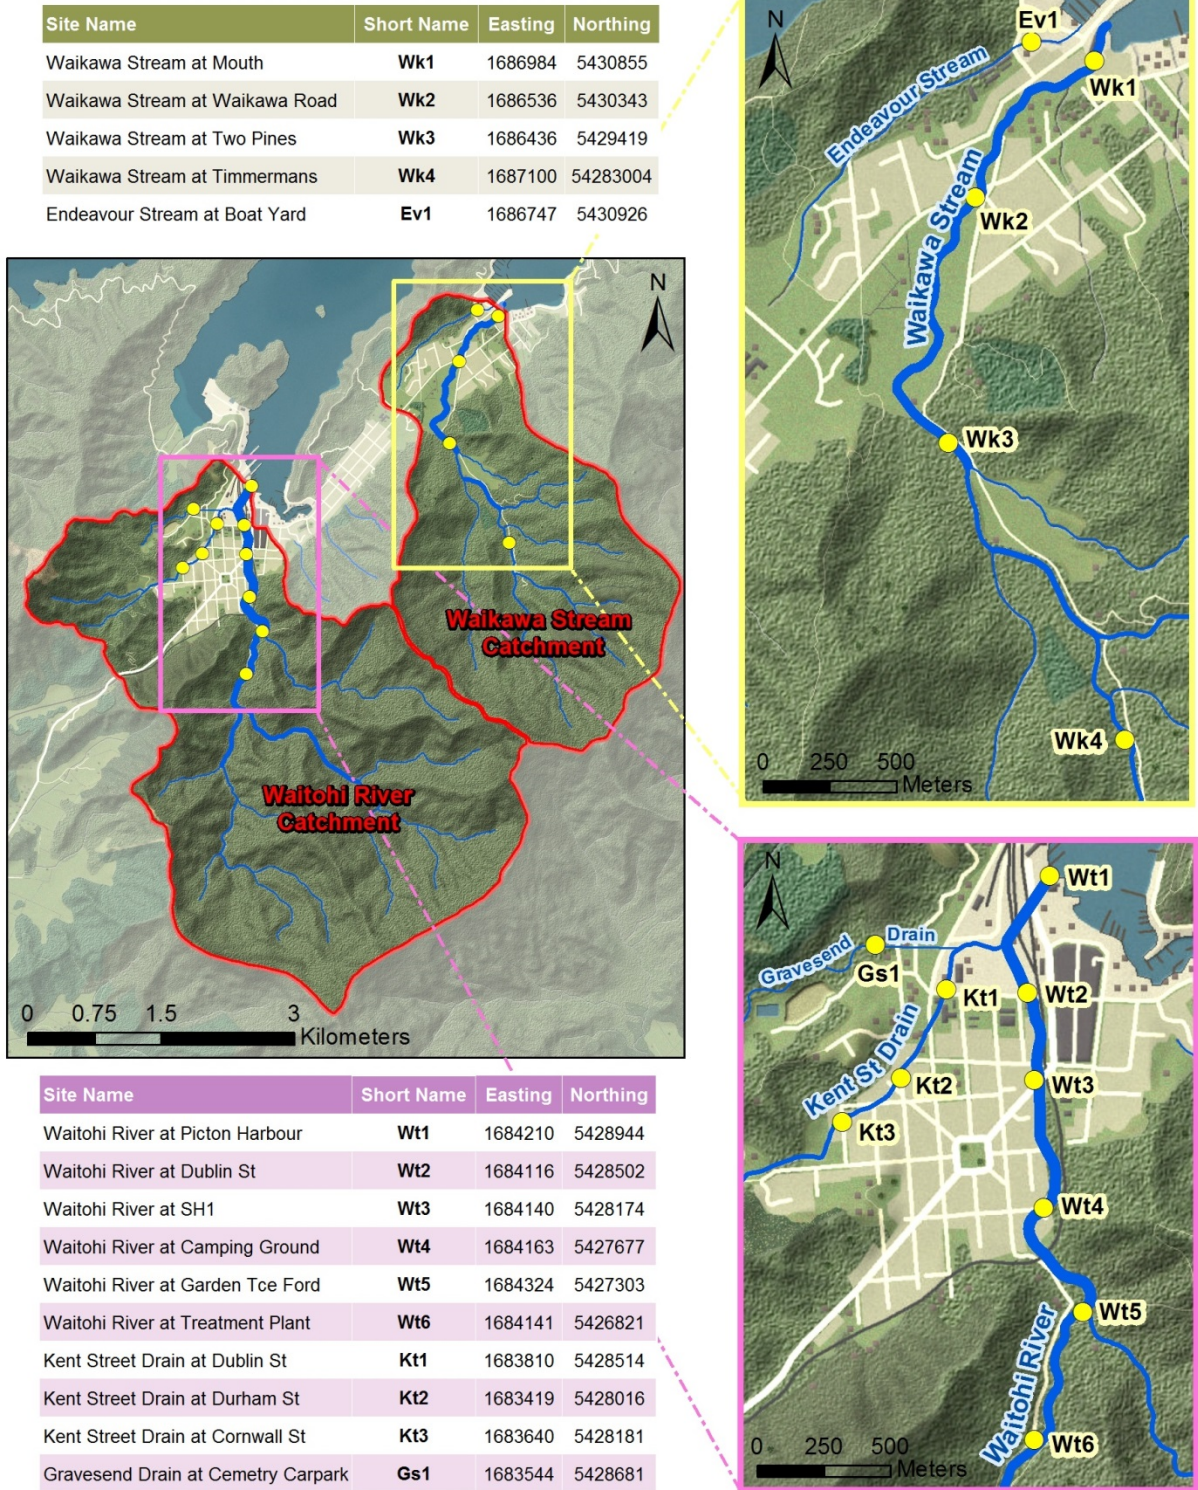 Site Name Short Name Easting Northing
Waikawa Stream at Mouth Wk1 1686984 5430855
Waikawa Stream at Waikawa Road Wk2 1686536 5430343
Waikawa Stream at Two Pines Wk3 1686436 5429419
Waikawa Stream at Timmermans Wk4 1687100 54283004
Endeavour Stream at Boat Yard Ev1 1686747 5430926
N
Ev1
Wk1
Endeavour Stream
Waikawa Stream
Wk2
Wk3
Wk4
0 250 500
Meters
N
Waikawa Stream
Catchment
Waitohi River
Catchment
0 0.75 1.5 3
Kilometers
N
Wt1
Gravesend Drain
Gs1
Kt1
Wt2
Kent St Drain
Kt2
Wt3
Kt3
Wt4
Wt5
Waitohi River
Wt6
0 250 500
Meters
Site Name Short Name Easting Northing
Waitohi River at Picton Harbour Wt1 1684210 5428944
Waitohi River at Dublin St Wt2 1684116 5428502
Waitohi River at SH1 Wt3 1684140 5428174
Waitohi River at Camping Ground Wt4 1684163 5427677
Waitohi River at Garden Tce Ford Wt5 1684324 5427303
Waitohi River at Treatment Plant Wt6 1684141 5426821
Kent Street Drain at Dublin St Kt1 1683810 5428514
Kent Street Drain at Durham St Kt2 1683419 5428016
Kent Street Drain at Cornwall St Kt3 1683640 5428181
Gravesend Drain at Cemetry Carpark Gs1 1683544 5428681